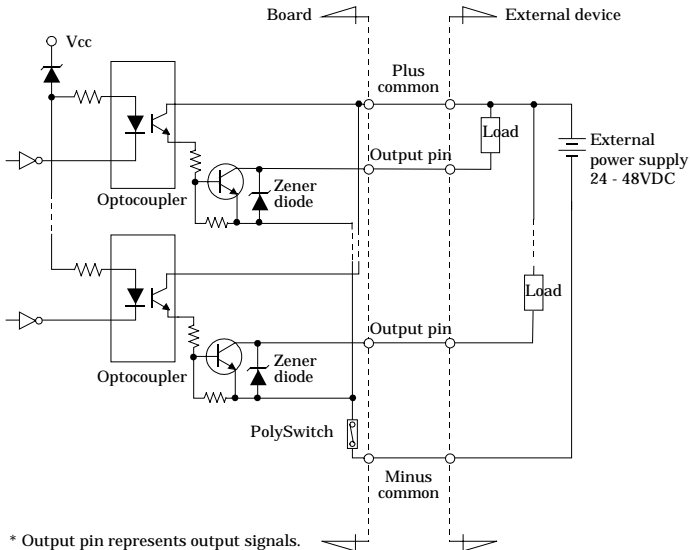 Board
External device
Vcc
Plus
common
Load
External
power supply
24 - 48VDC
Output pin
Optocoupler
Zener
diode
Load
Output pin
Optocoupler
Zener
diode
PolySwitch
Minus
common
* Output pin represents output signals.